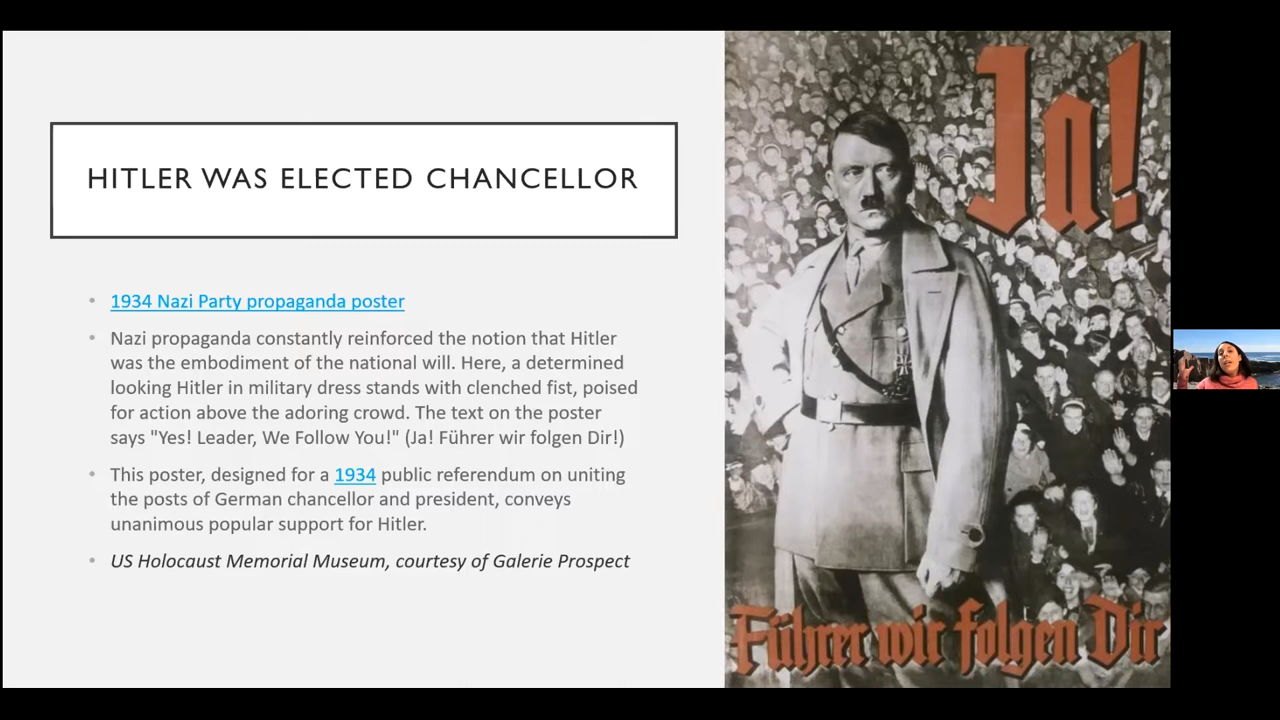 HITLER WAS ELECTED CHANCELLOR
• 1934 Nazi Party propaganda poster
• Nazi propaganda constantly reinforced the notion that Hitler
was the embodiment of the national will. Here, a determined
looking Hitler in military dress stands with clenched fist, poised
for action above the adoring crowd. The text on the poster
says "Yes! Leader, We Follow You!" (Ja! Führer wir folgen Dir!)
• This poster, designed for a 1934 public referendum on uniting
the posts of German chancellor and president, conveys
unanimous popular support for Hitler.
• US Holocaust Memorial Museum, courtesy of Galerie Prospect
Ja!
Führer wir folgen Dir